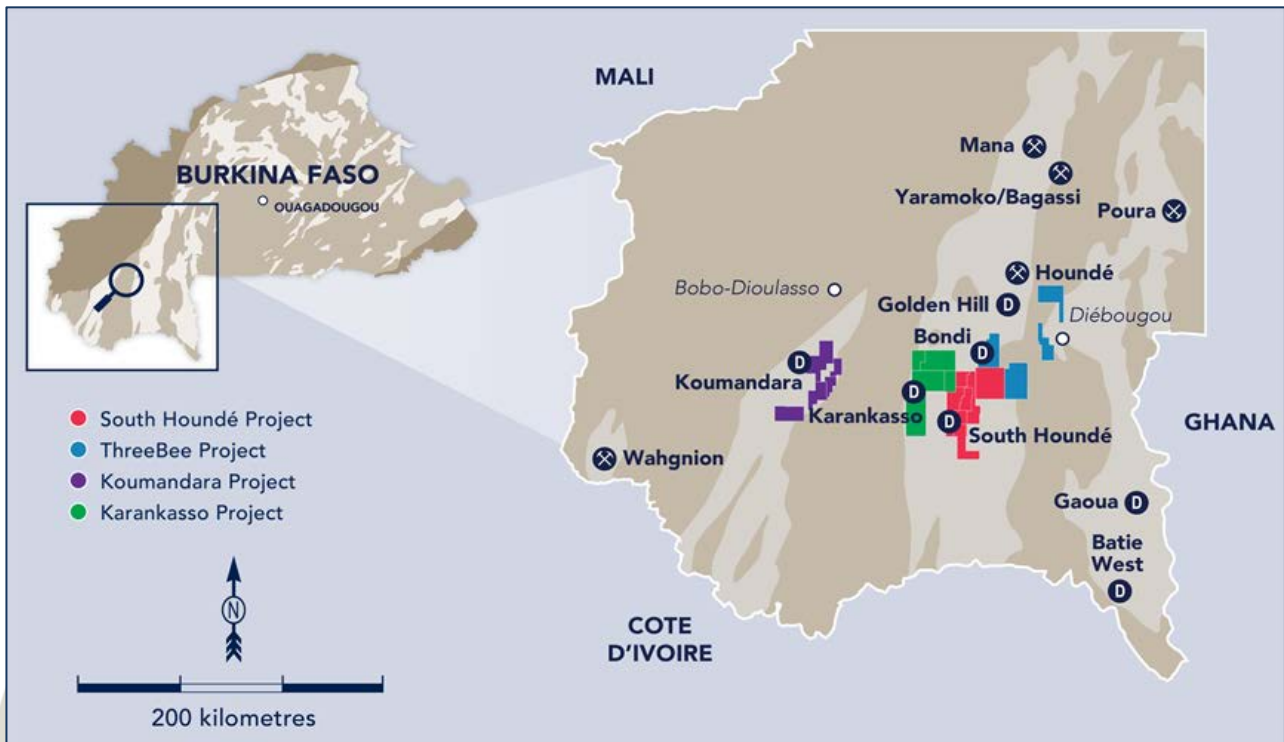 MALI
BURKINA FASO
OUAGADOUGOU
Mana
Yaramoko/Bagassi
Poura
Houndé
Bobo-Dioulasso
Golden Hill
D
Diébougou
Bondi
D
D
Koumandara
D
Karankasso
D
South Houndé
GHANA
Wahgnion
South Houndé Project
ThreeBee Project
Koumandara Project
Karankasso Project
Gaoua
D
Batie
West
D
N
COTE
D'IVOIRE
200 kilometres